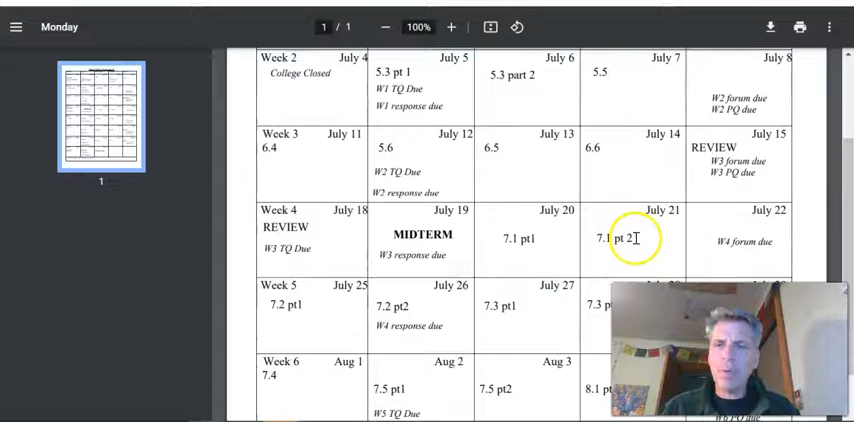 Monday
1 / 1
100%
1
Week 2 July 4
College Closed
July 5
5.3 pt 1
W1 TQ Due
W1 response due
July 6
5.3 part 2
July 7
5.5
July 8
W2 forum due
W2 PQ due
Week 3 July 11
6.4
July 12
5.6
W2 TQ Due
W2 response due
July 13
6.5
July 14
6.6
July 15
REVIEW
W3 forum due
W3 PQ due
Week 4 July 18
REVIEW
W3 TQ Due
July 19
MIDTERM
W3 response due
July 20
7.1 pt1
July 21
7.1 pt 2
July 22
W4 forum due
Week 5 July 25
7.2 pt1
July 26
7.2 pt2
W4 response due
July 27
7.3 pt1
7.3
Week 6 Aug 1
7.4
Aug 2
7.5 pt1
W5 TQ Due
Aug 3
7.5 pt2
8.1 pt